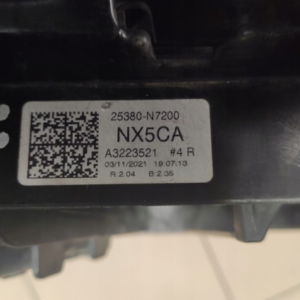 25380-N7200
NX5CA
A3223521 #4 R
03/11/2021 19:07:13
R:2.04 B:2.35